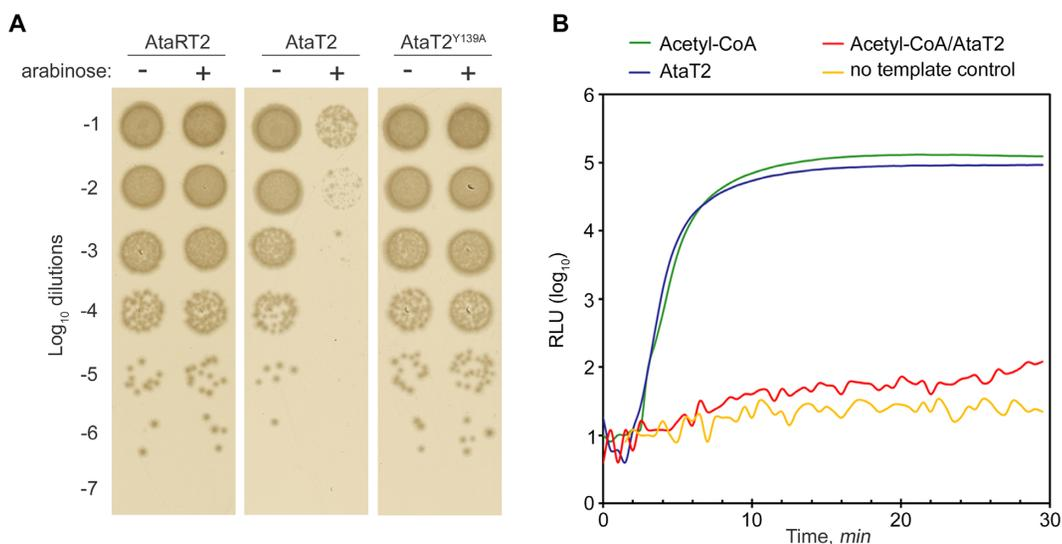 A
AtaRT2 AtaT2 AtaT2Y139A
arabinose: - + - + - +
-1
-2
-3
-4
-5
-6
-7
Log10 dilutions
B
Acetyl-CoA Acetyl-CoA/AtaT2
AtaT2 no template control
6
5
4
3
2
1
0
RLU (log10)
0 10 20 30
Time, min